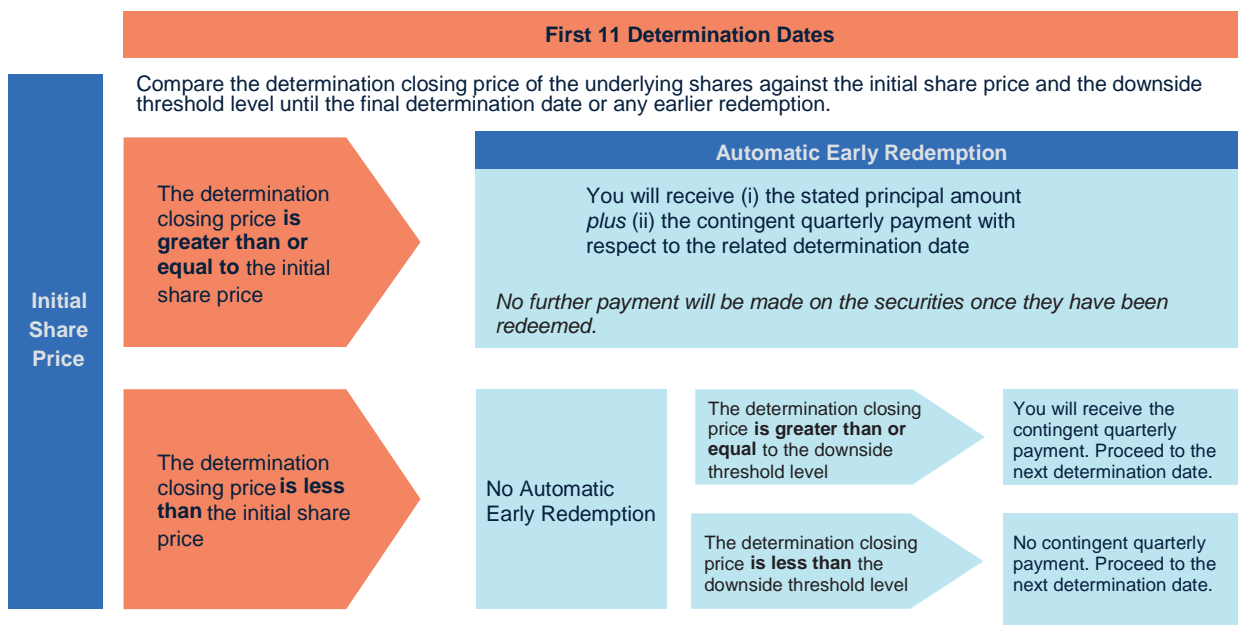 First 11 Determination Dates
Compare the determination closing price of the underlying shares against the initial share price and the downside
threshold level until the final determination date or any earlier redemption.
Initial
Share
Price
The determination
closing price is
greater than or
equal to the initial
share price
Automatic Early Redemption
You will receive (i) the stated principal amount
plus (ii) the contingent quarterly payment with
respect to the related determination date
No further payment will be made on the securities once they have been
redeemed.
The determination
closing price is less
than the initial share
price
No Automatic
Early Redemption
The determination closing
price is greater than or
equal to the downside
threshold level
You will receive the
contingent quarterly
payment. Proceed to the
next determination date.
The determination closing
price is less than the
downside threshold level
No contingent quarterly
payment. Proceed to the
next determination date.